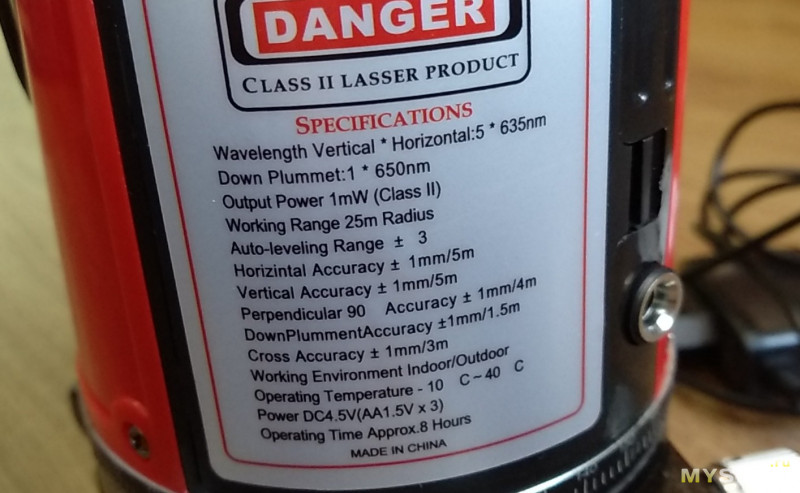 DANGER
CLASS II LASSER PRODUCT
SPECIFICATIONS
Wavelength Vertical * Horizontal:5 * 635nm
Down Plummet:1 * 650nm
Output Power 1mW (Class II)
Working Range 25m Radius
Auto-leveling Range ± 3
Horizintal Accuracy ± 1mm/5m
Vertical Accuracy ± 1mm/5m
Perpendicular 90 Accuracy ± 1mm/4m
DownPlummentAccuracy ±1mm/1.5m
Cross Accuracy ± 1mm/3m
Working Environment Indoor/Outdoor
Operating Temperature - 10 C~40 C
Power DC4.5V(AA1.5V x 3)
Operating Time Approx.8 Hours
MADE IN CHINA